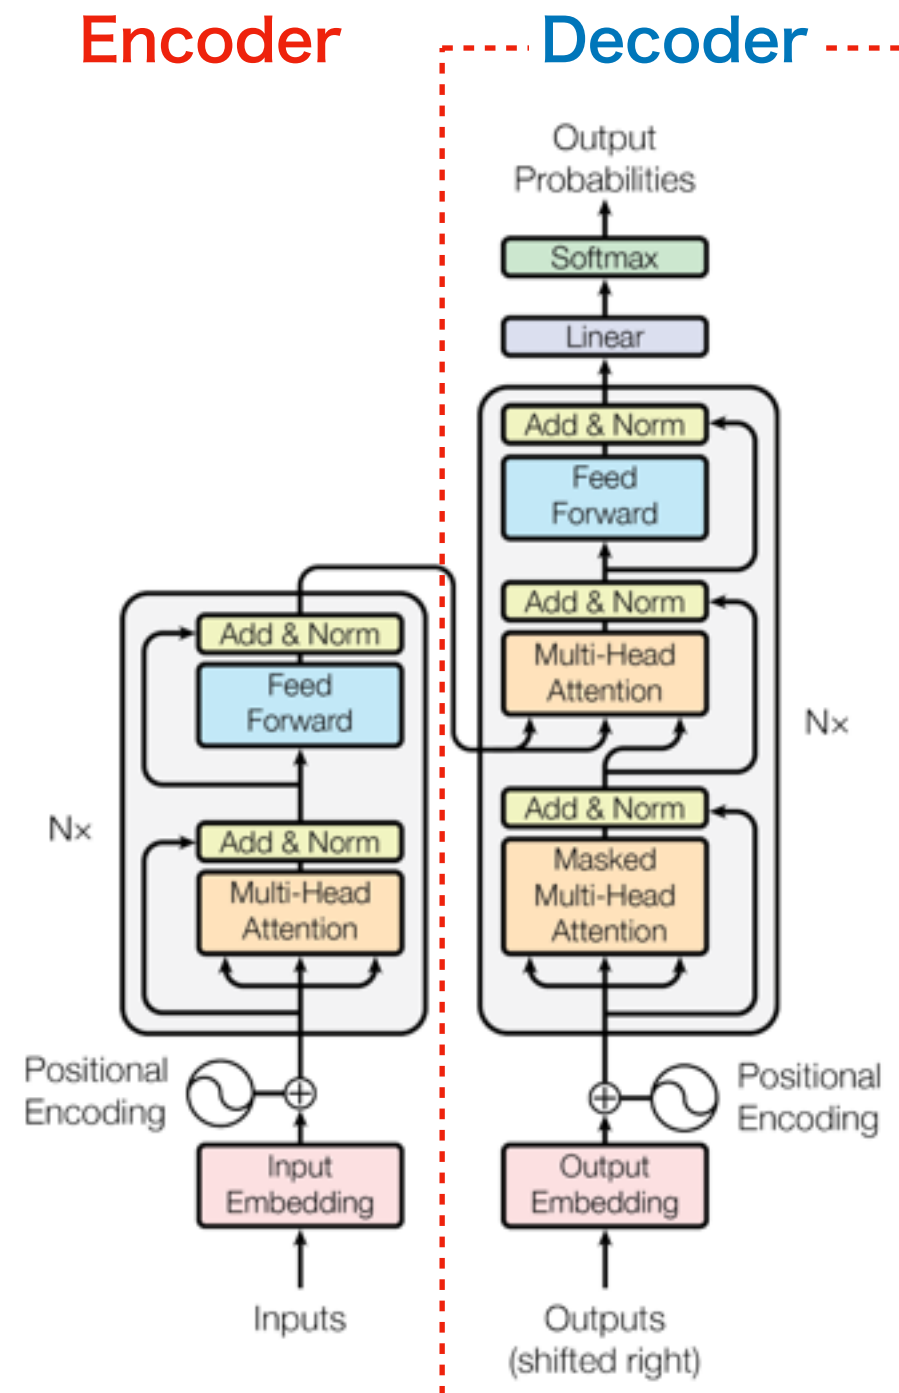 Encoder
Decoder
Output
Probabilities
Softmax
Linear
Add & Norm
Feed
Forward
Add & Norm
Multi-Head
Attention
Nx
Add & Norm
Masked
Multi-Head
Attention
Add & Norm
Feed
Forward
Nx
Add & Norm
Multi-Head
Attention
Positional
Encoding
Positional
Encoding
Input
Embedding
Output
Embedding
Inputs
Outputs
(shifted right)